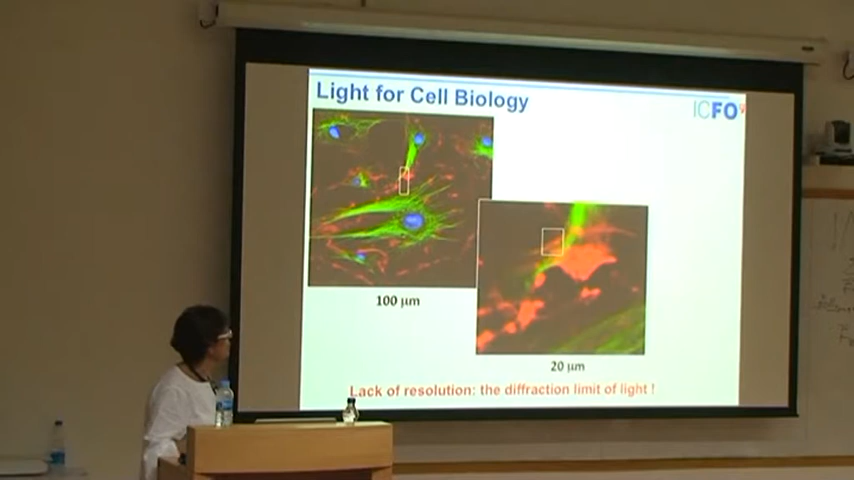 Light for Cell Biology
ICFO
100 µm
20 µm
Lack of resolution: the diffraction limit of light !